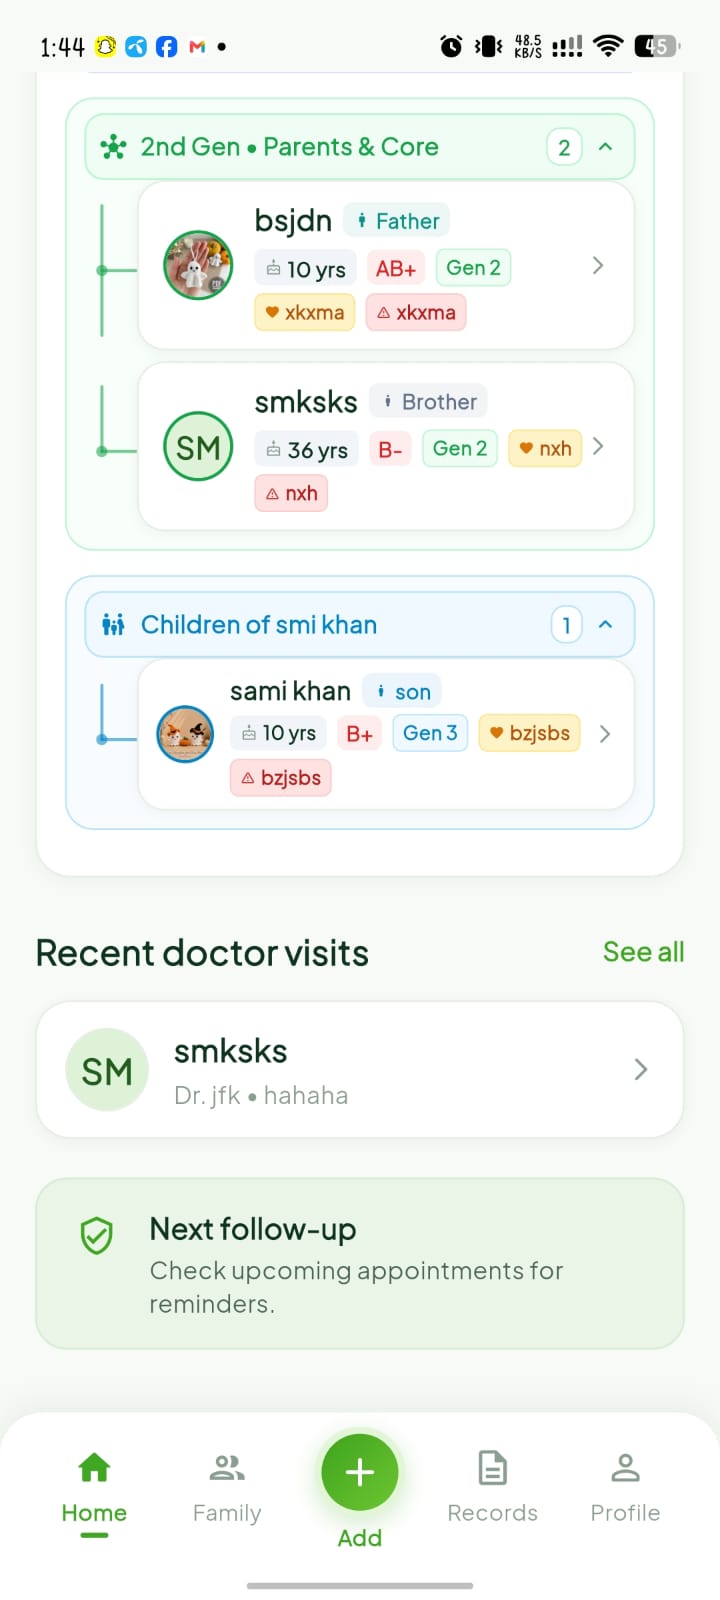 1:44 48.5 KB/S 45
2nd Gen • Parents & Core 2
bsjdn Father
10 yrs AB+ Gen 2
xkxma xkxma
smksks Brother
SM
36 yrs B- Gen 2 nxh
nxh
Children of smi khan 1
sami khan son
10 yrs B+ Gen 3 bzjsbs
bzjsbs
Recent doctor visits See all
SM
smksks
Dr. jfk • hahaha
Next follow-up
Check upcoming appointments for
reminders.
Home Family Add Records Profile